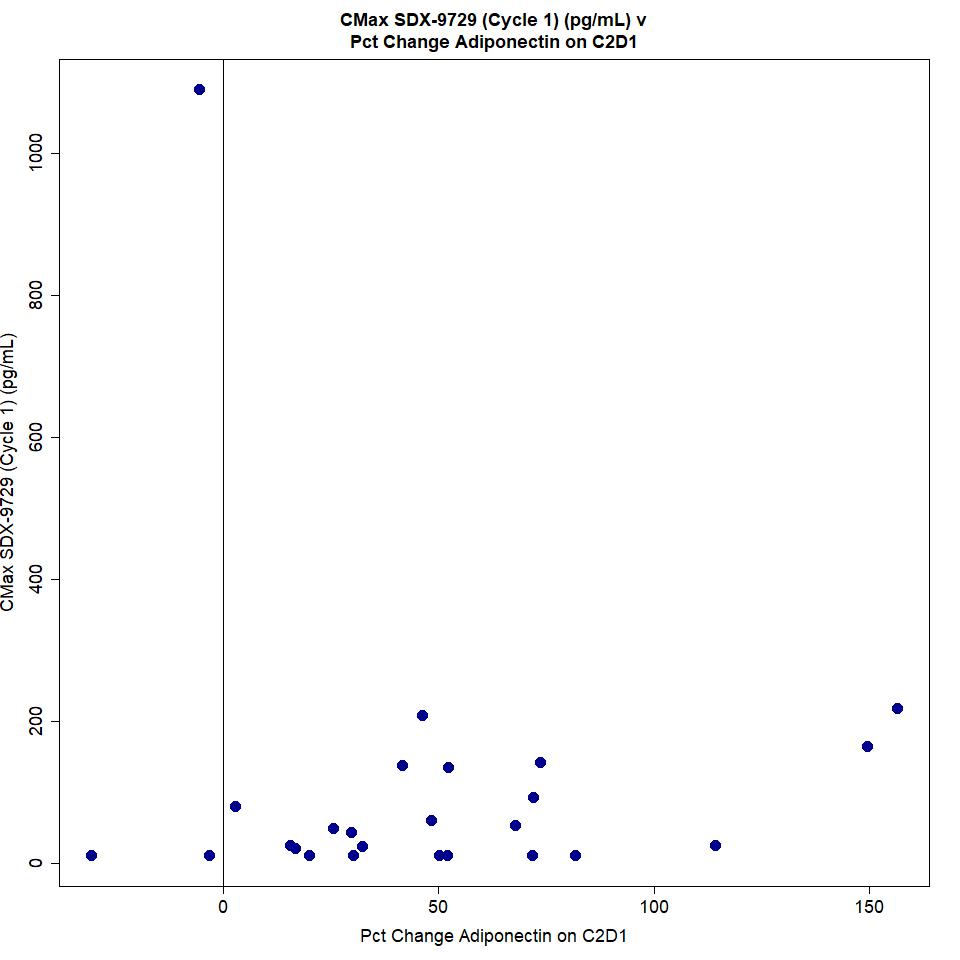 CMax SDX-9729 (Cycle 1) (pg/mL) v
Pct Change Adiponectin on C2D1
CMax SDX-9729 (Cycle 1) (pg/mL)
1000
800
600
400
200
0
0
50
100
150
Pct Change Adiponectin on C2D1